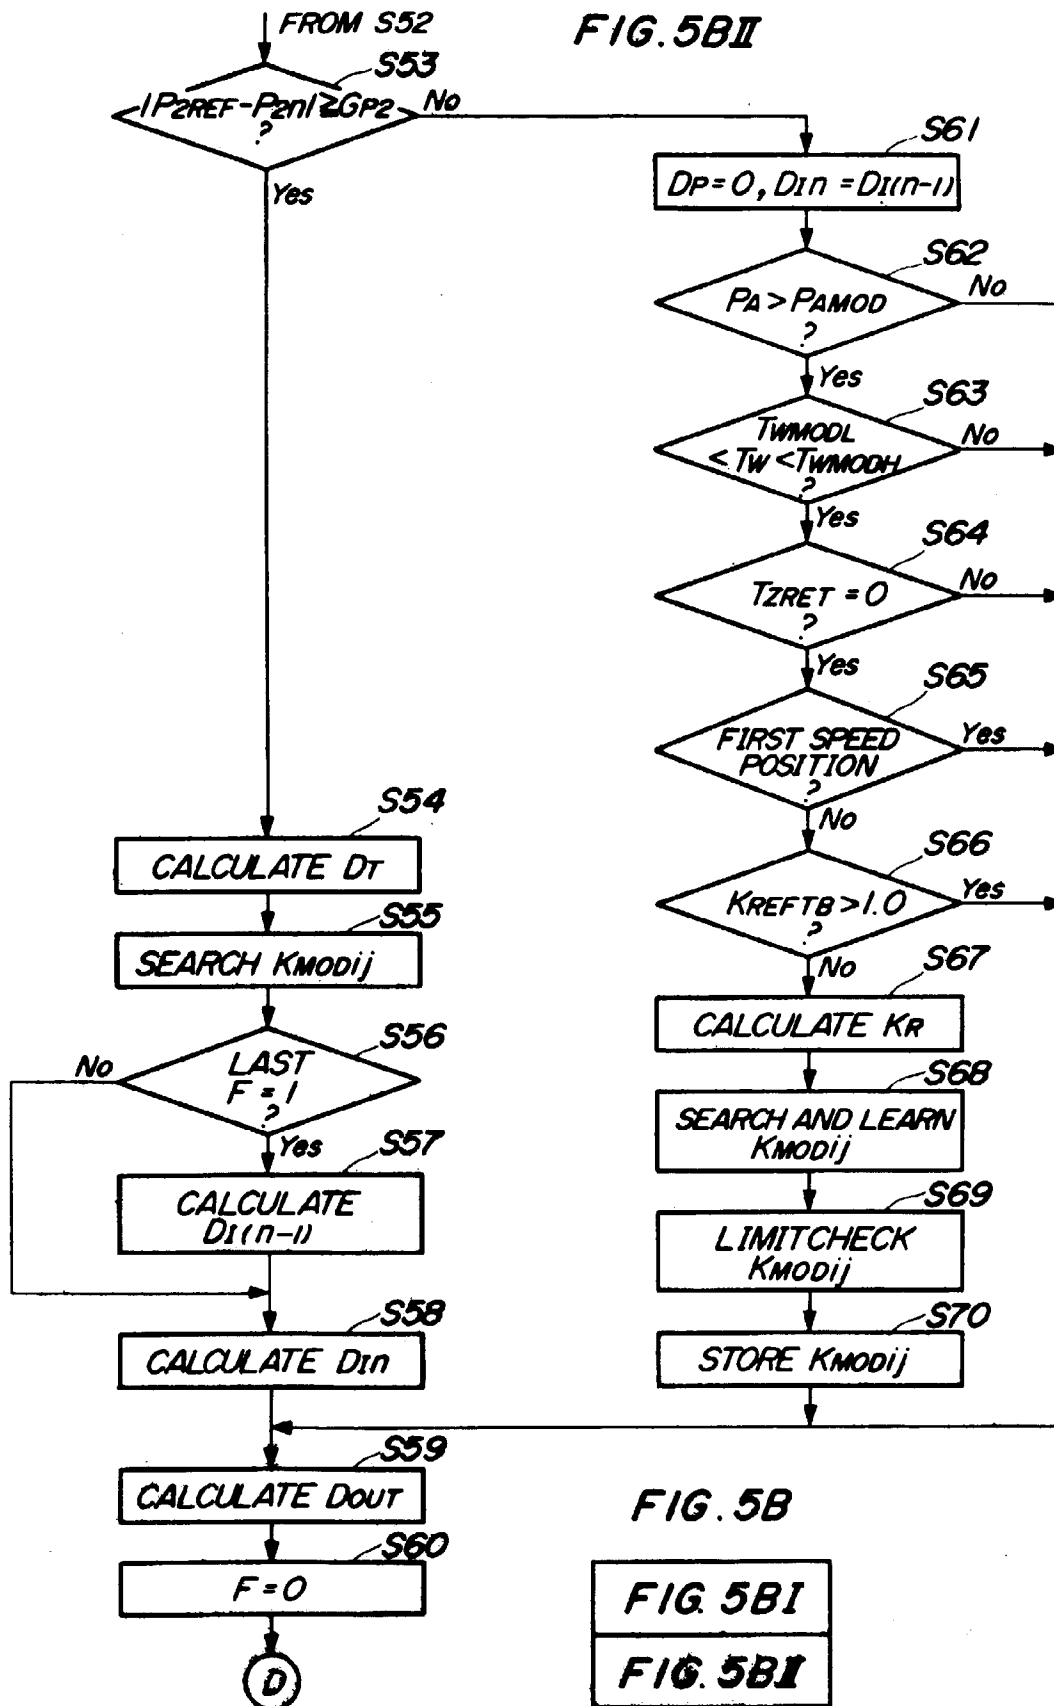 FROM S52
FIG. 5BII
S53
|P2REF-P2n|≧GP2
?
No
Yes
S61
DP=0, DIn=DI(n-1)
S62
PA>PAMOD
?
No
Yes
S63
TWMODL
<TW<TWMODH
?
No
Yes
S64
TZRET=0
?
No
Yes
S65
FIRST SPEED
POSITION
?
Yes
No
S66
KREFTB>1.0
?
Yes
No
S54
CALCULATE DT
S55
SEARCH KMODij
S56
LAST
F=1
?
No
Yes
S57
CALCULATE
DI(n-1)
S58
CALCULATE DIn
S67
CALCULATE KR
S68
SEARCH AND LEARN
KMODij
S69
LIMIT CHECK
KMODij
S70
STORE KMODij
S59
CALCULATE DOUT
S60
F=0
D
FIG. 5B
FIG. 5BI
FIG. 5BII